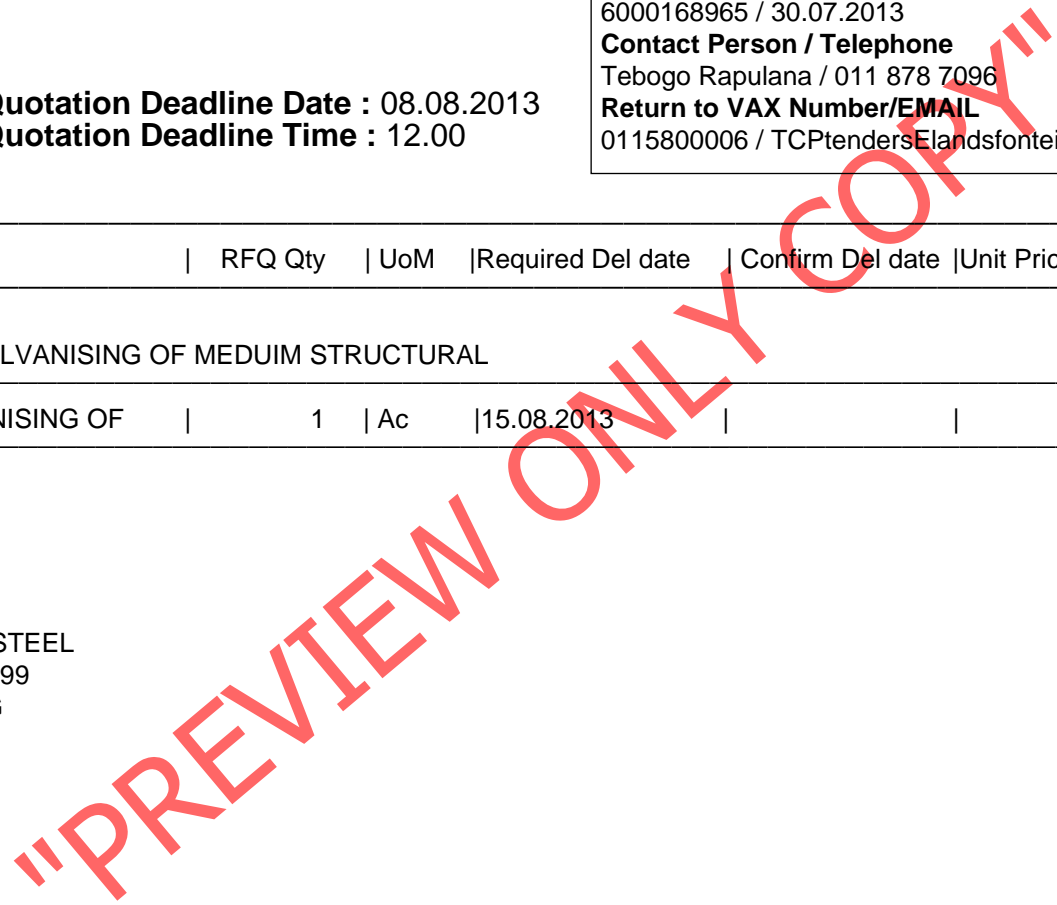 6000168965 / 30.07.2013
Contact Person / Telephone
Tebogo Rapulana / 011 878 7096
Return to VAX Number/EMAIL
0115800006 / TCPtendersElandsfontei
Quotation Deadline Date : 08.08.2013
Quotation Deadline Time : 12.00
| RFQ Qty | UoM |Required Del date | Confirm Del date |Unit Pric
LVANISING OF MEDUIM STRUCTURAL
NISING OF | 1 | Ac |15.08.2013 | |
STEEL
99
"PREVIEW ONLY COPY"